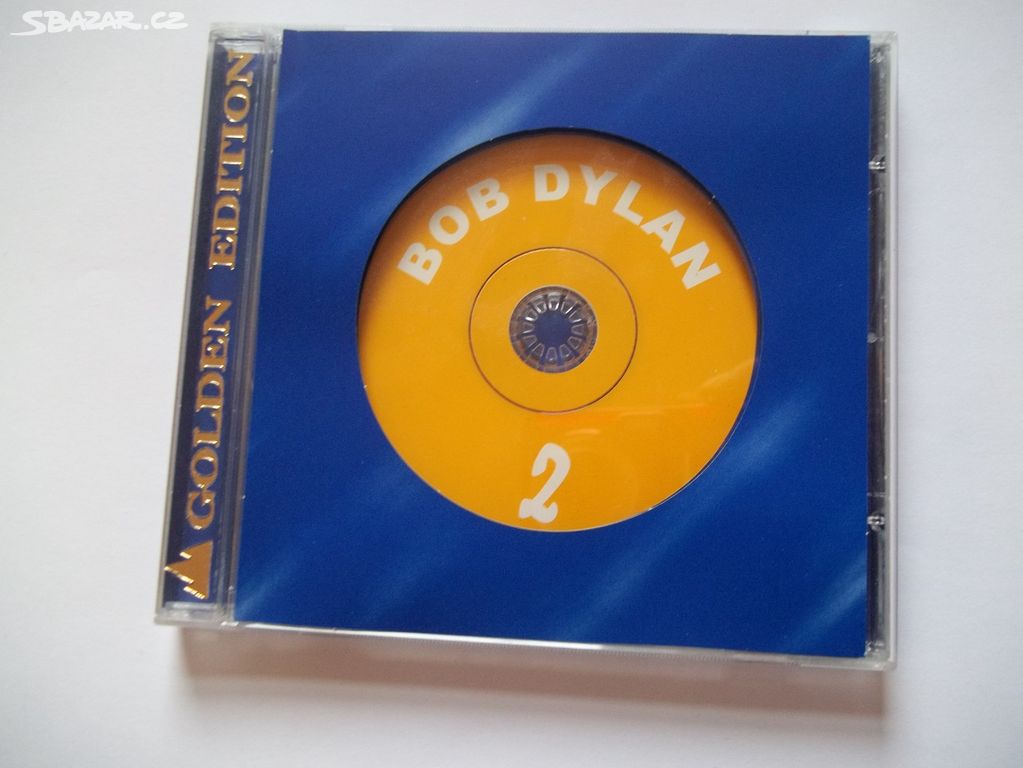 SBAZAR.CZ
GOLDEN EDITION
BOB DYLAN
2